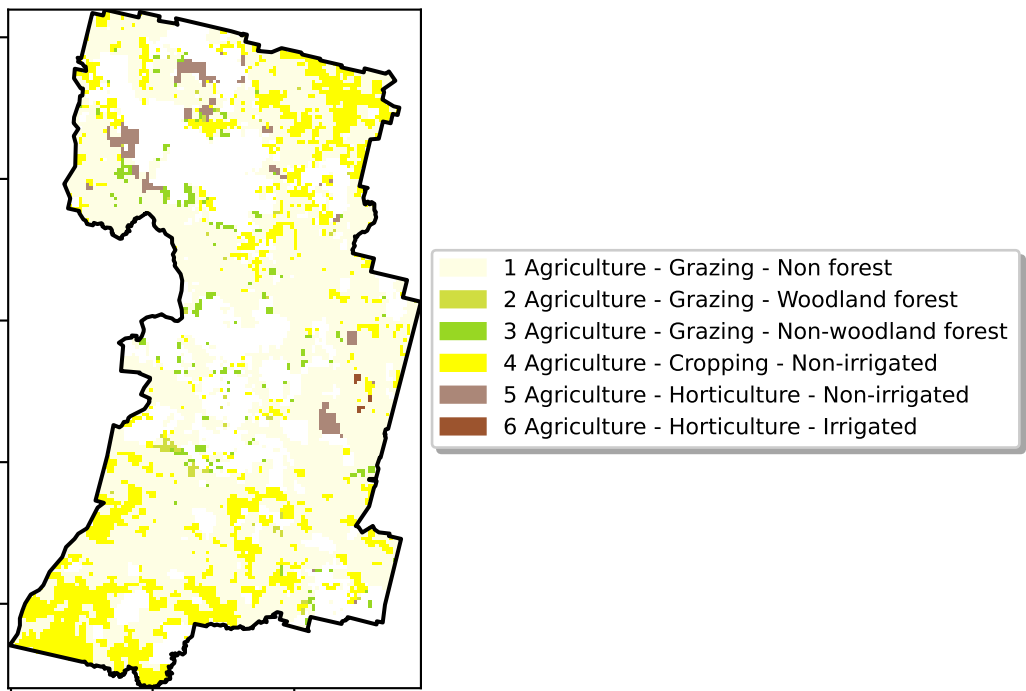 1 Agriculture - Grazing - Non forest
2 Agriculture - Grazing - Woodland forest
3 Agriculture - Grazing - Non-woodland forest
4 Agriculture - Cropping - Non-irrigated
5 Agriculture - Horticulture - Non-irrigated
6 Agriculture - Horticulture - Irrigated